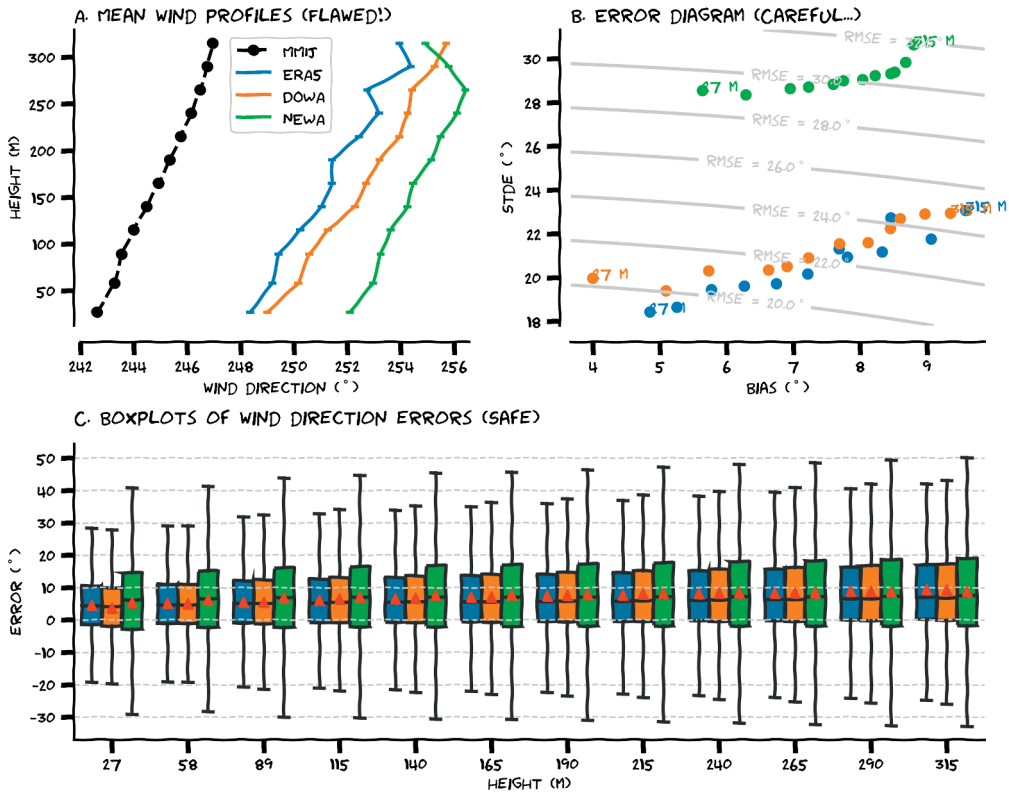 A. MEAN WIND PROFILES (FLAWED!)
300
250
200
150
100
50
HEIGHT (M)
MMIJ
ERA5
DOWA
NEWA
242
244
246
248
250
252
254
256
WIND DIRECTION (°)
B. ERROR DIAGRAM (CAREFUL...)
30
28
26
24
22
20
18
STDE (°)
315 M
27 M
RMSE = 30.0°
RMSE = 28.0°
RMSE = 26.0°
RMSE = 24.0°
RMSE = 22.0°
RMSE = 20.0°
RMSE =
315 M
27 M
27 M
4
5
6
7
8
9
BIAS (°)
C. BOXPLOTS OF WIND DIRECTION ERRORS (SAFE)
50
40
30
20
10
0
-10
-20
-30
ERROR (°)
27
58
89
115
140
165
190
215
240
265
290
315
HEIGHT (M)